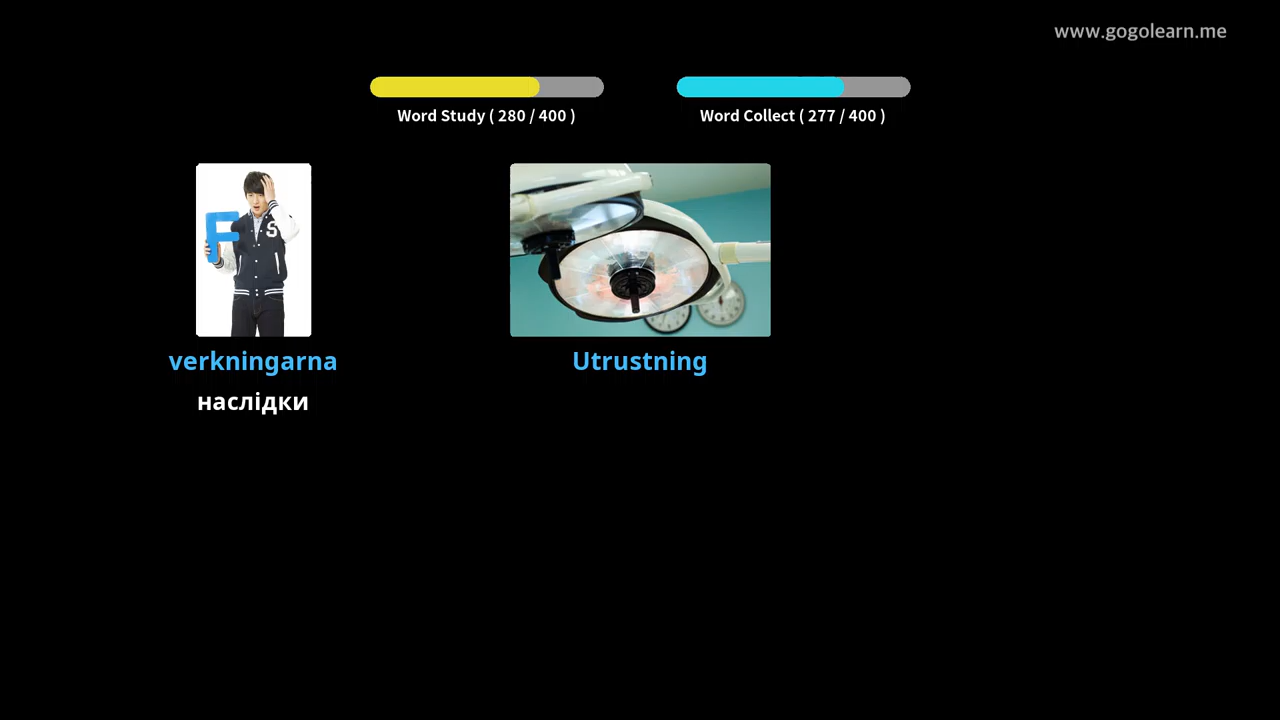 www.gogolearn.me
Word Study ( 280 / 400 )
Word Collect ( 277 / 400 )
F
S
verkningarna
Utrustning
наслідки